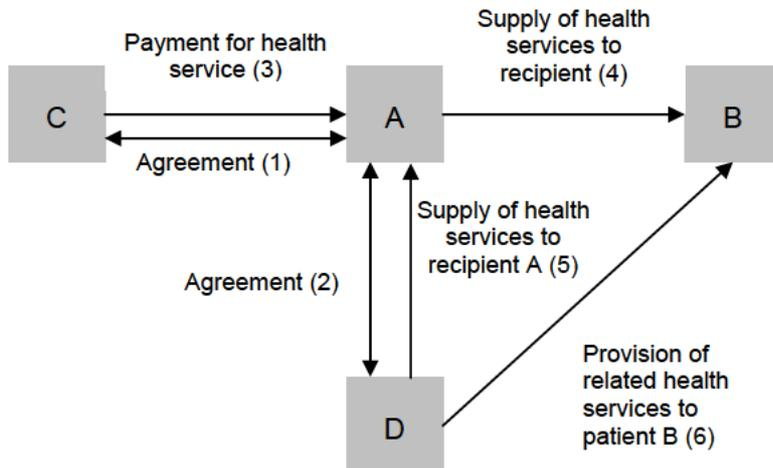 Payment for health
service (3)
Supply of health
services to
recipient (4)
C
A
B
Agreement (1)
Supply of health
services to
recipient A (5)
Agreement (2)
Provision of
related health
services to
patient B (6)
D